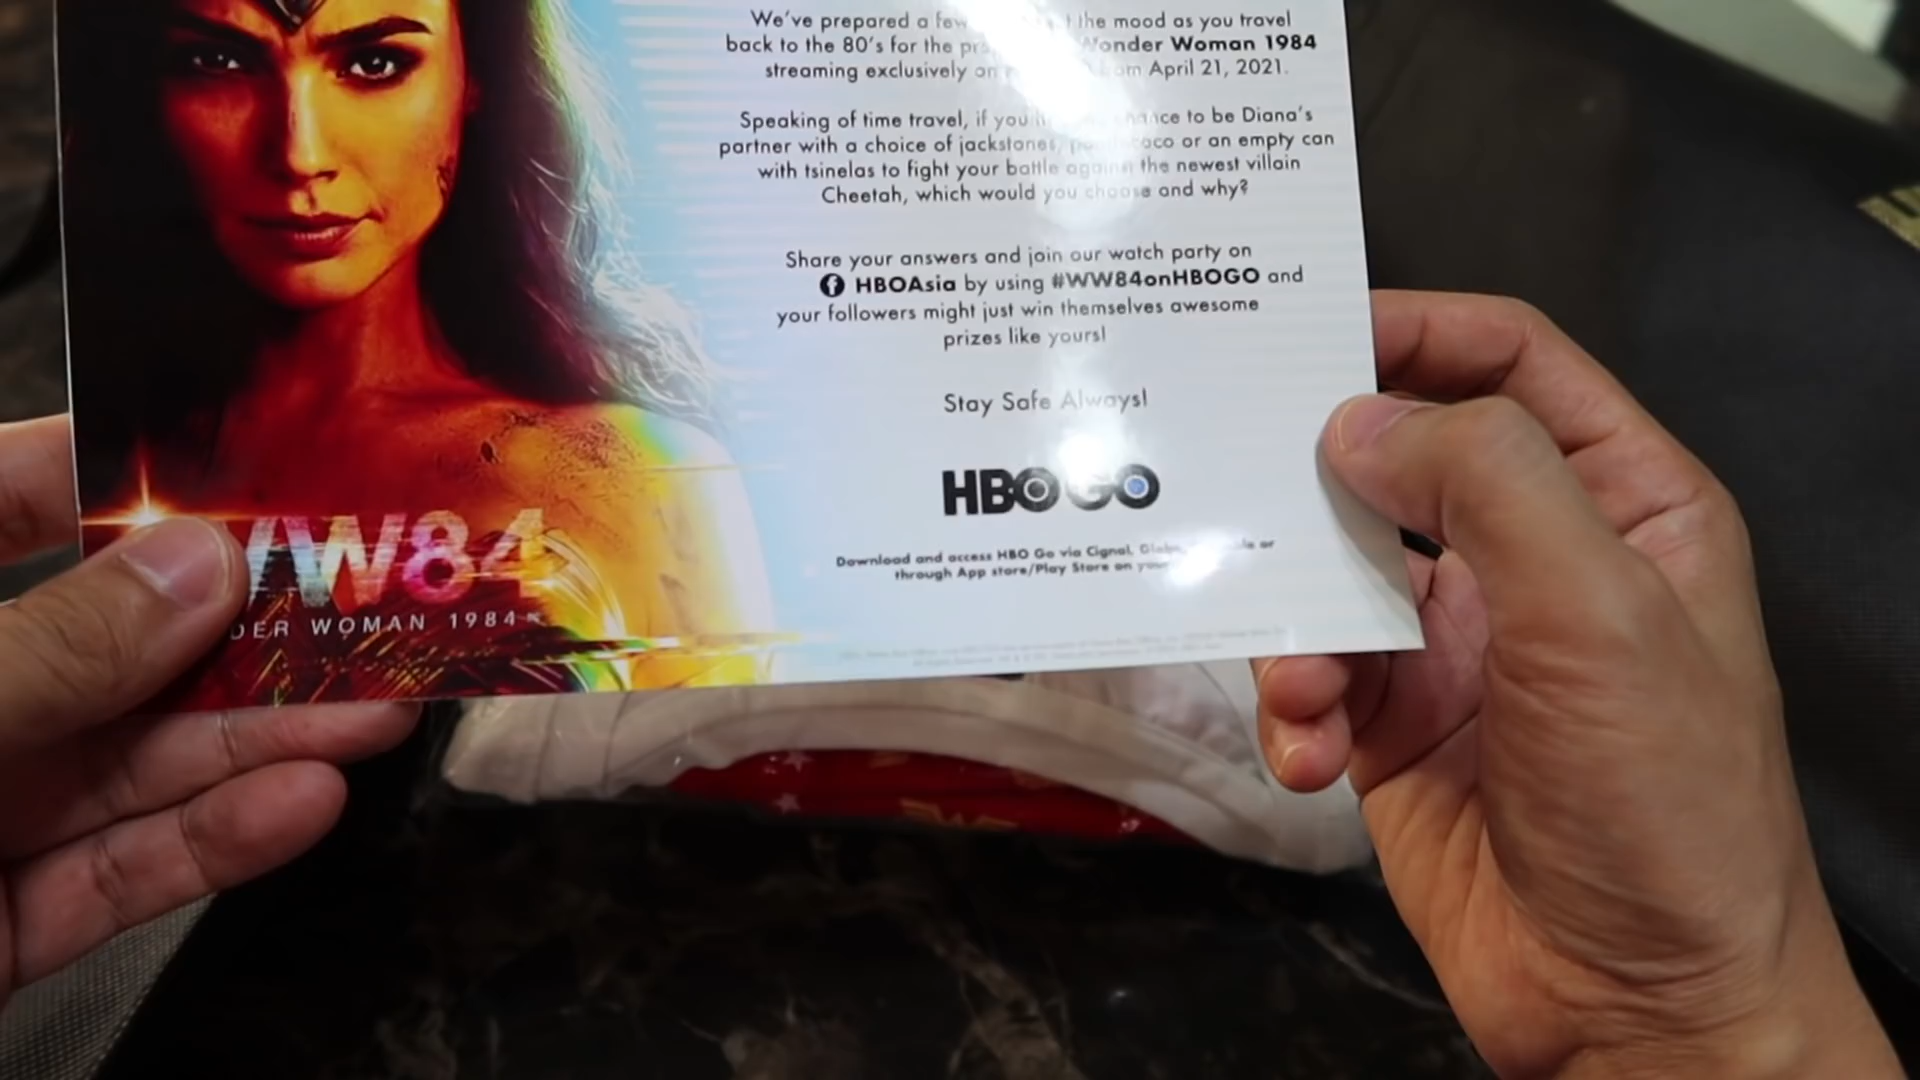 We've prepared a few the mood as you travel
back to the 80's for the Wonder Woman 1984
streaming exclusively on from April 21, 2021.
Speaking of time travel, if you chance to be Diana's
partner with a choice of jackstones, or an empty can
with tsinelas to fight your battle against the newest villain
Cheetah, which would you choose and why?
Share your answers and join our watch party on
HBOAsia by using #WW84onHBOGO and
your followers might just win themselves awesome
prizes like yours!
Stay Safe Always!
HBO GO
Download and access HBO Go via Cignal, or
through App store/Play Store on
WW84
DER WOMAN 1984